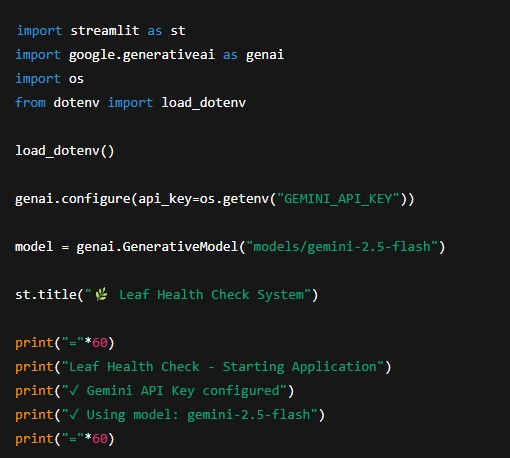 import streamlit as st
import google.generativeai as genai
import os
from dotenv import load_dotenv
load_dotenv()
genai.configure(api_key=os.getenv("GEMINI_API_KEY"))
model = genai.GenerativeModel("models/gemini-2.5-flash")
st.title("🌿 Leaf Health Check System")
print("="*60)
print("Leaf Health Check - Starting Application")
print("✓ Gemini API Key configured")
print("✓ Using model: gemini-2.5-flash")
print("="*60)